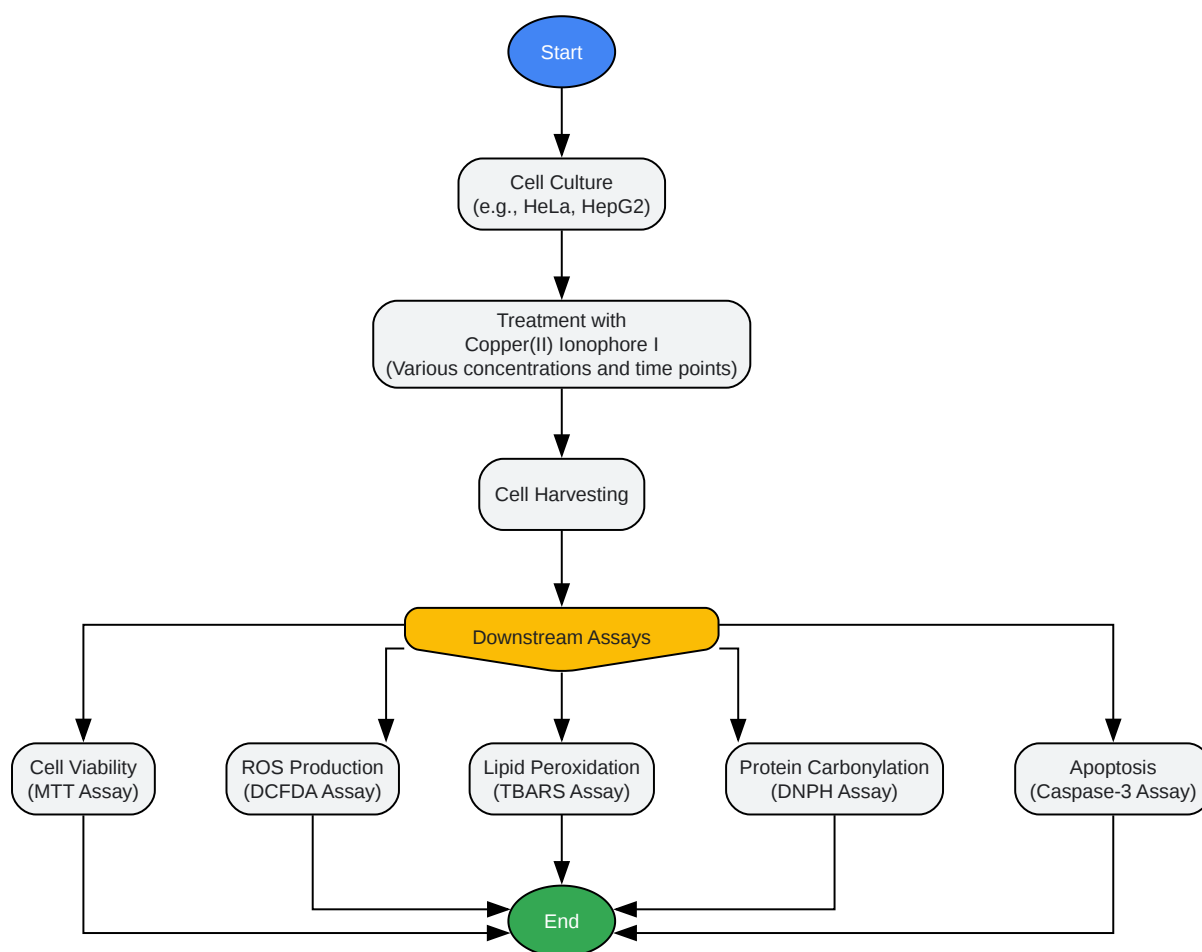 Start
Cell Culture
(e.g., HeLa, HepG2)
Treatment with
Copper(II) Ionophore I
(Various concentrations and time points)
Cell Harvesting
Downstream Assays
Cell Viability
(MTT Assay)
ROS Production
(DCFDA Assay)
Lipid Peroxidation
(TBARS Assay)
Protein Carbonylation
(DNPH Assay)
Apoptosis
(Caspase-3 Assay)
End